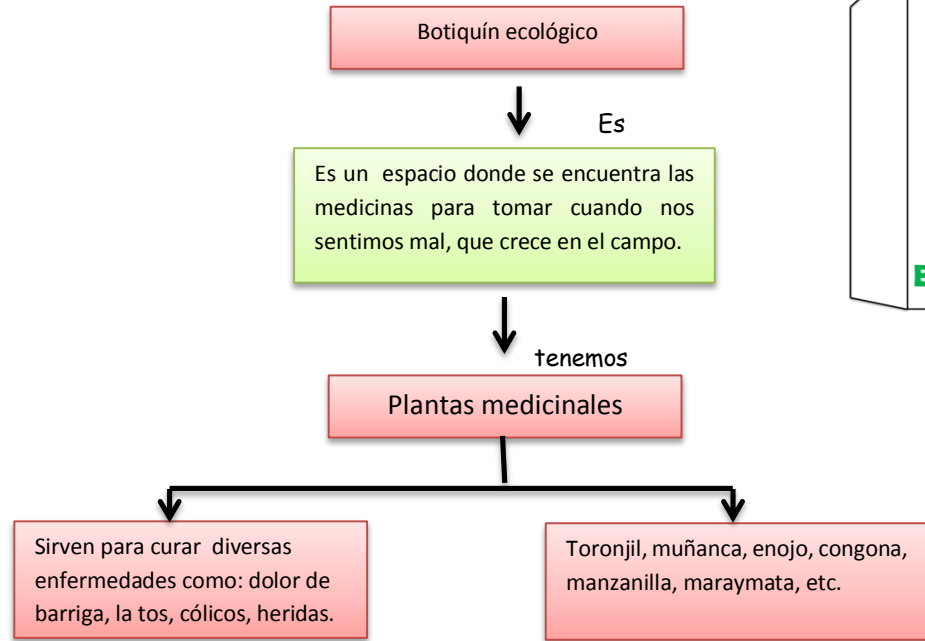 Botiquín ecológico
Es
Es un espacio donde se encuentra las
medicinas para tomar cuando nos
sentimos mal, que crece en el campo.
tenemos
Plantas medicinales
Sirven para curar diversas
enfermedades como: dolor de
barriga, la tos, cólicos, heridas.
Toronjil, muñanca, enojo, congona,
manzanilla, maraymata, etc.